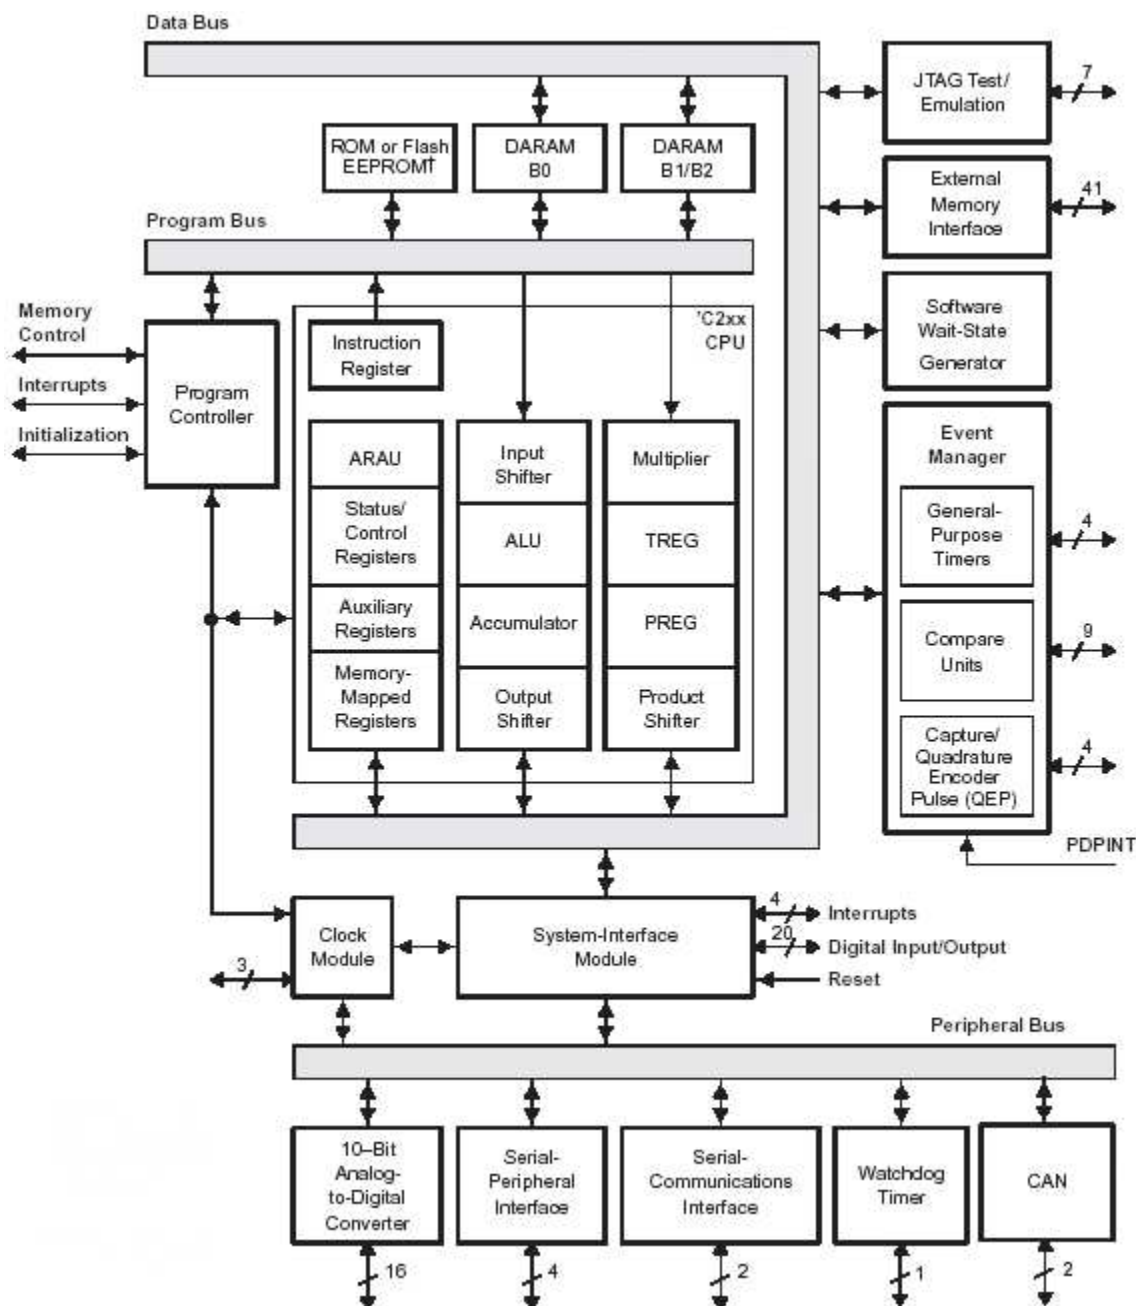 Data Bus
JTAG Test/
Emulation
7
ROM or Flash
EEPROM†
DARAM
B0
DARAM
B1/B2
External
Memory
Interface
41
Program Bus
Memory
Control
Interrupts
Initialization
Program
Controller
Instruction
Register
'C2xx
CPU
Software
Wait-State
Generator
ARAU
Status/
Control
Registers
Auxiliary
Registers
Memory-
Mapped
Registers
Input
Shifter
ALU
Accumulator
Output
Shifter
Multiplier
TREG
PREG
Product
Shifter
Event
Manager
General-
Purpose
Timers
4
Compare
Units
9
Capture/
Quadrature
Encoder
Pulse (QEP)
4
PDPINT
Clock
Module
3
System-Interface
Module
4
Interrupts
20
Digital Input/Output
Reset
Peripheral Bus
10–Bit
Analog-
to-Digital
Converter
16
Serial-
Peripheral
Interface
4
Serial-
Communications
Interface
2
Watchdog
Timer
1
CAN
2